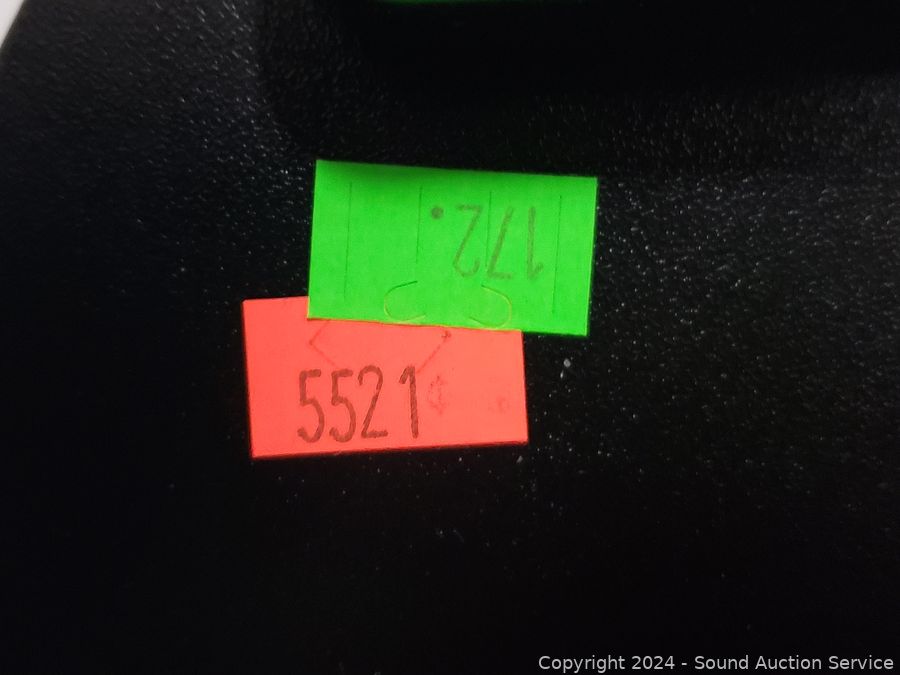 172.
5521 ¢
Copyright 2024 - Sound Auction Service